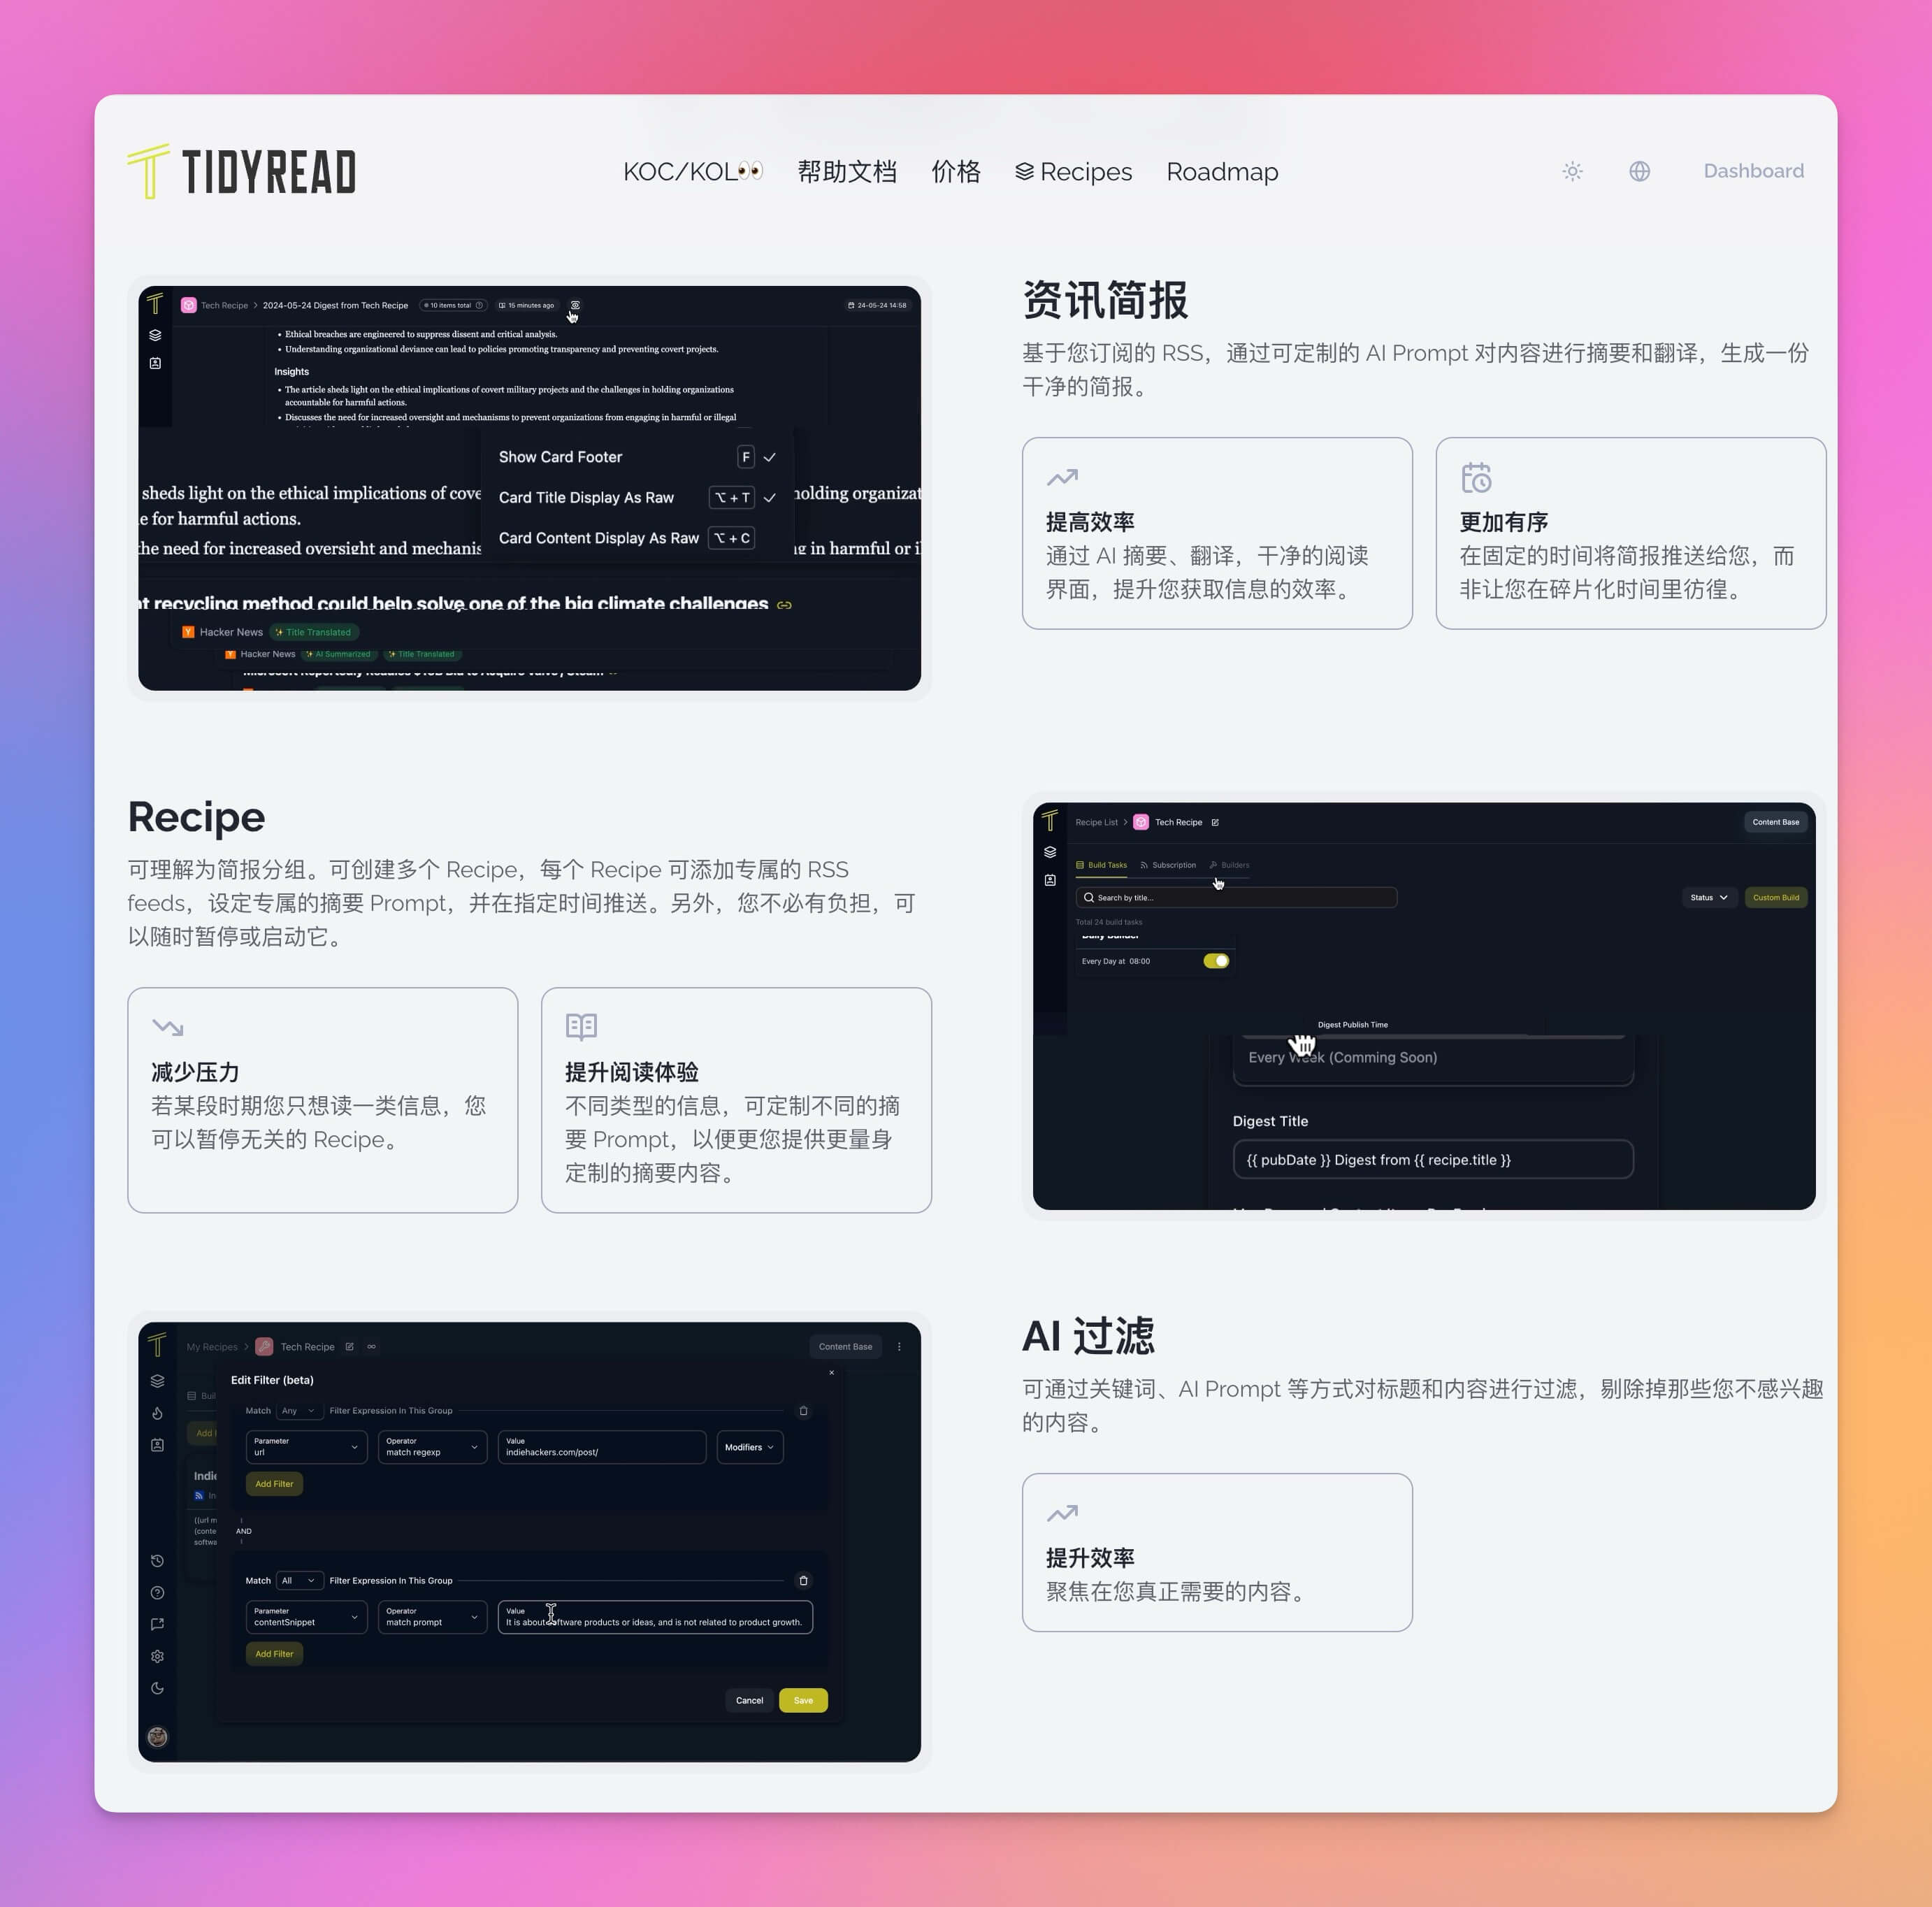 TIDYREAD
KOC/KOL👀 帮助文档 价格 Recipes Roadmap
Dashboard
Tech Recipe > 2024-05-24 Digest from Tech Recipe 10 items total 15 minutes ago 24-05-24 14:58
• Ethical breaches are engineered to suppress dissent and critical analysis.
• Understanding organizational deviance can lead to policies promoting transparency and preventing covert projects.
Insights
• The article sheds light on the ethical implications of covert military projects and the challenges in holding organizations
accountable for harmful actions.
• Discusses the need for increased oversight and mechanisms to prevent organizations from engaging in harmful or illegal
Show Card Footer F
sheds light on the ethical implications of cove
Card Title Display As Raw ⌥ + T
holding organizat
e for harmful actions.
Card Content Display As Raw ⌥ + C
the need for increased oversight and mechanis
in harmful or il
nt recycling method could help solve one of the big climate challenges
Hacker News Title Translated
Hacker News AI Summarized Title Translated
资讯简报
基于您订阅的 RSS，通过可定制的 AI Prompt 对内容进行摘要和翻译，生成一份
干净的简报。
提高效率
通过 AI 摘要、翻译，干净的阅读
界面，提升您获取信息的效率。
更加有序
在固定的时间将简报推送给您，而
非让您在碎片化时间里彷徨。
Recipe
可理解为简报分组。可创建多个 Recipe，每个 Recipe 可添加专属的 RSS
feeds，设定专属的摘要 Prompt，并在指定时间推送。另外，您不必有负担，可
以随时暂停或启动它。
减少压力
若某段时期您只想读一类信息，您
可以暂停无关的 Recipe。
提升阅读体验
不同类型的信息，可定制不同的摘
要 Prompt，以便更您提供更量身
定制的摘要内容。
Recipe List > Tech Recipe Content Base
Build Tasks Subscription Builders
Search by title... Status Custom Build
Total 24 build tasks
Daily Builder
Every Day at 08:00
Digest Publish Time
Every Week (Comming Soon)
Digest Title
{{ pubDate }} Digest from {{ recipe.title }}
My Recipes > Tech Recipe Content Base
Edit Filter (beta)
Match Any Filter Expression In This Group
Parameter
url
Operator
match regexp
Value
indiehackers.com/post/
Modifiers
Add Filter
AND
Match All Filter Expression In This Group
Parameter
contentSnippet
Operator
match prompt
Value
It is about software products or ideas, and is not related to product growth.
Add Filter
Cancel Save
AI 过滤
可通过关键词、AI Prompt 等方式对标题和内容进行过滤，剔除掉那些您不感兴趣
的内容。
提升效率
聚焦在您真正需要的内容。